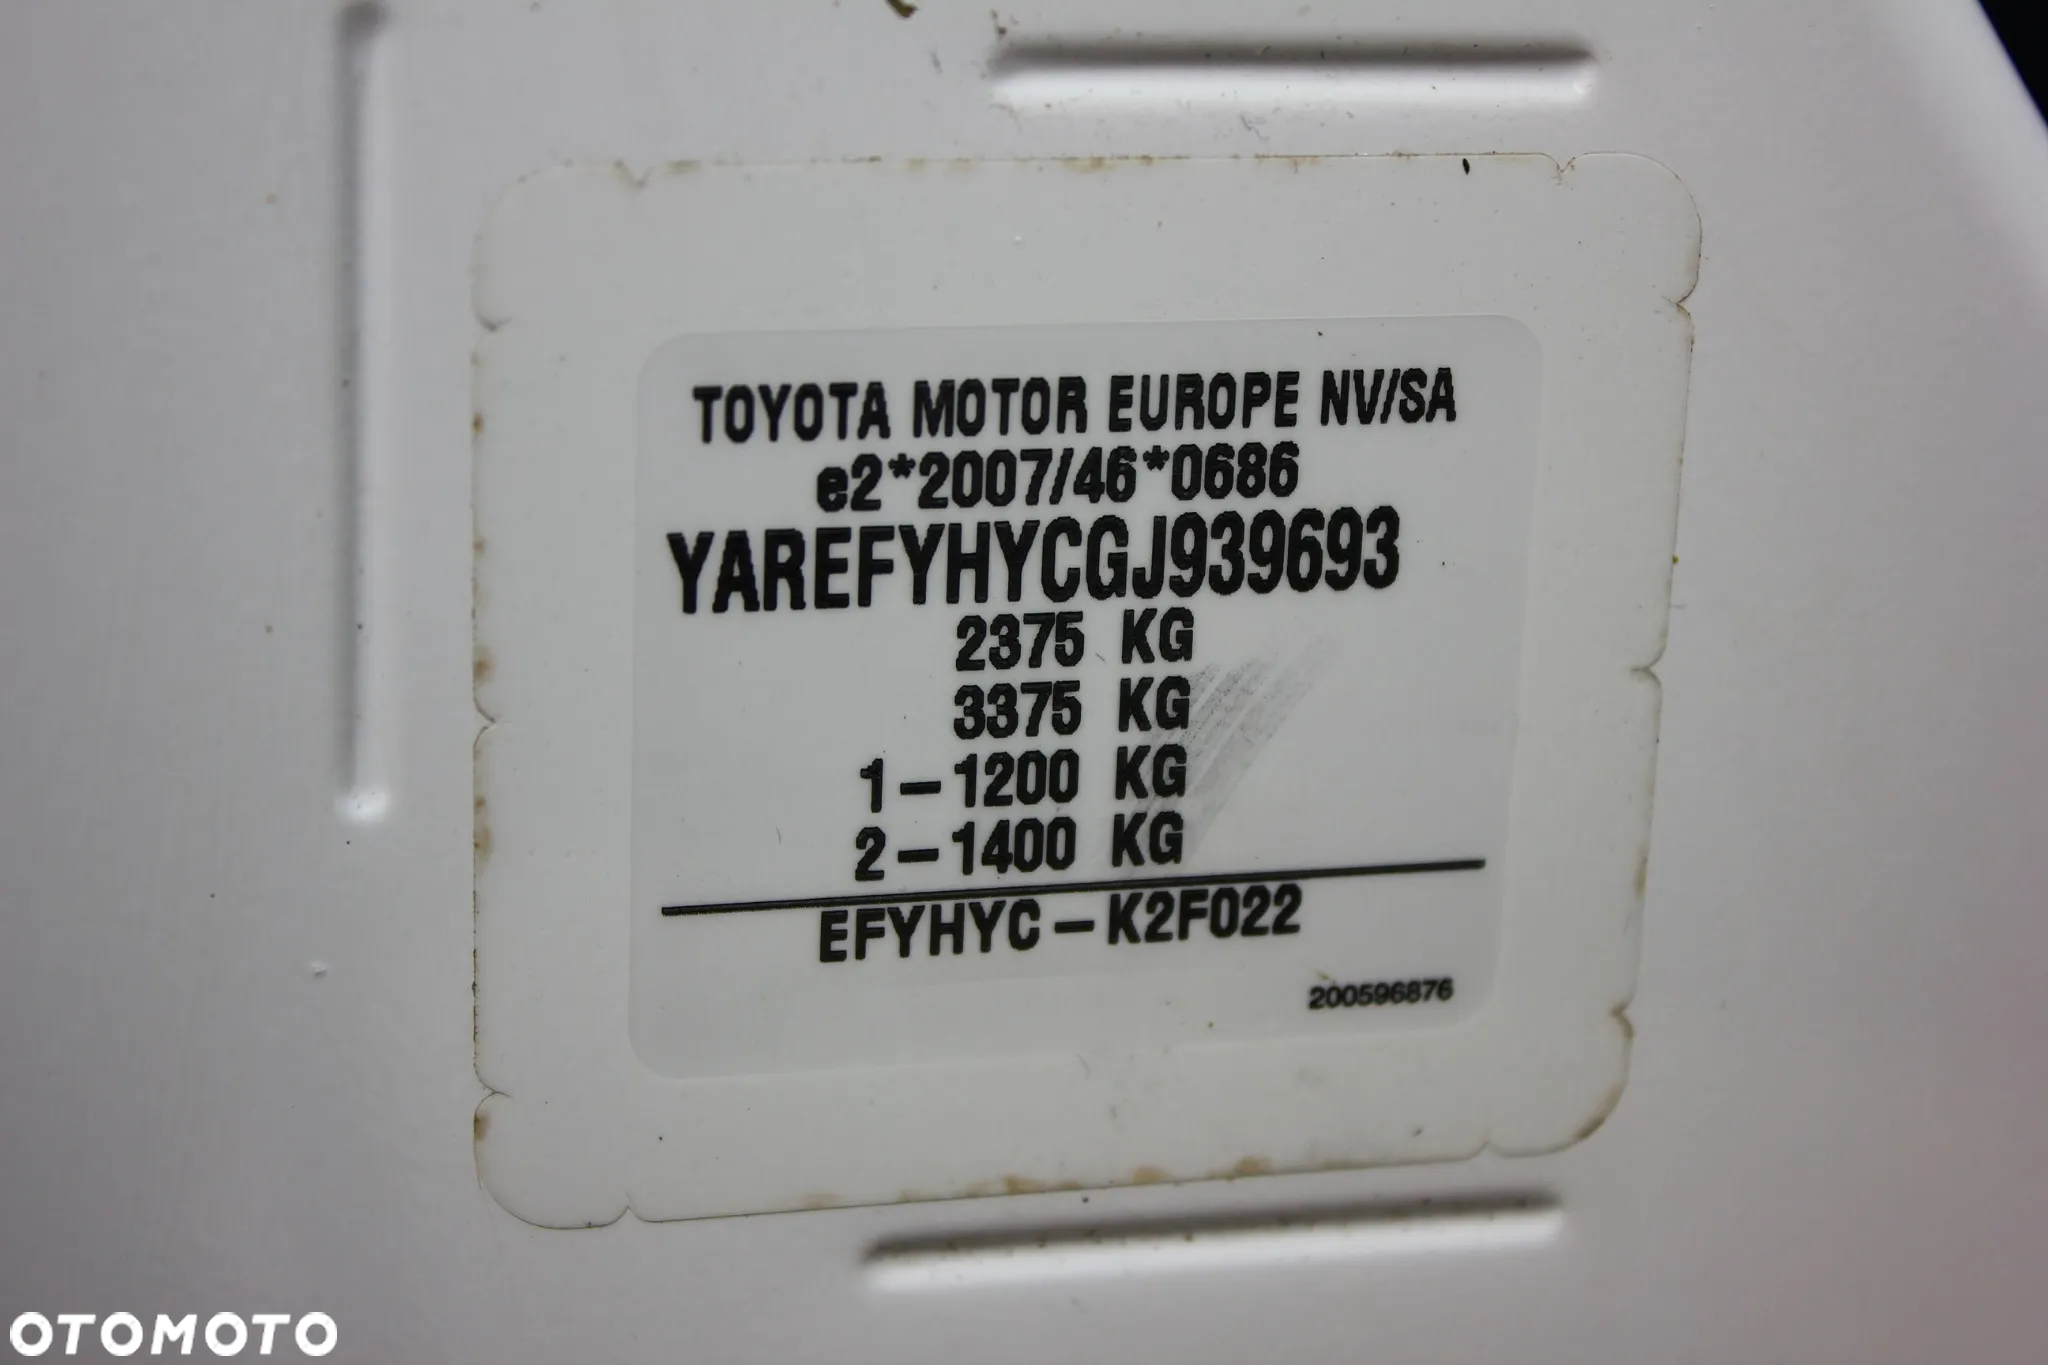 TOYOTA MOTOR EUROPE NV/SA
e2*2007/46*0686
YAREFYHYCGJ939693
2375 KG
3375 KG
1-1200 KG
2-1400 KG
EFYHYC-K2F022
200596876
OTOMOTO